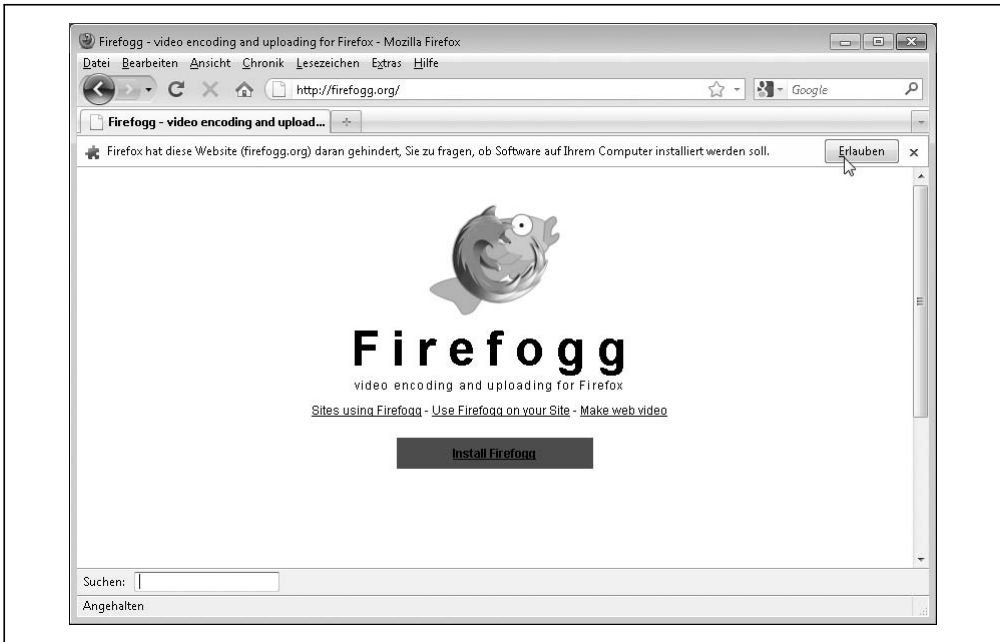 Firefogg - video encoding and uploading for Firefox - Mozilla Firefox
Datei Bearbeiten Ansicht Chronik Lesezeichen Extras Hilfe
http://firefogg.org/ Google
Firefogg - video encoding and upload...
Firefox hat diese Website (firefogg.org) daran gehindert, Sie zu fragen, ob Software auf Ihrem Computer installiert werden soll. Erlauben
Firefogg
video encoding and uploading for Firefox
Sites using Firefogg - Use Firefogg on your Site - Make web video
Install Firefogg
Suchen:
Angehalten